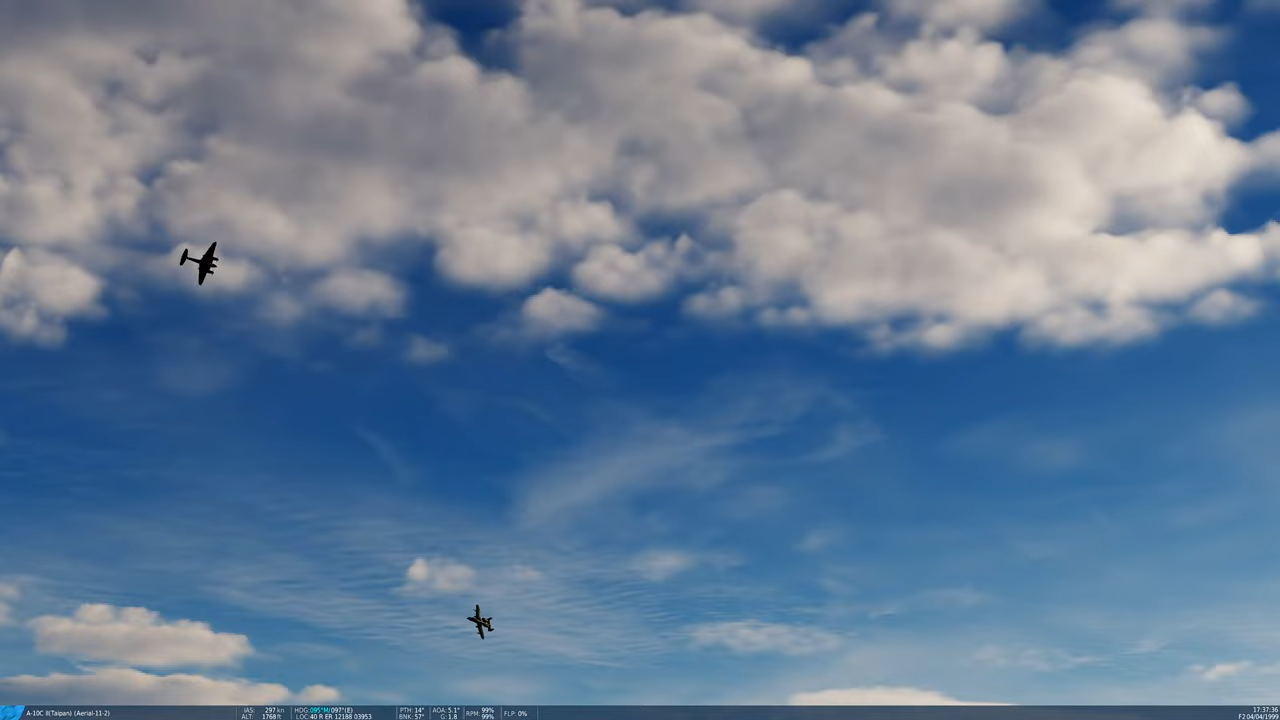 A-10C II(Taipan) (Aerial-11-2)
IAS: 297 kn
ALT: 1768 ft
HDG:095°M/097°(E)
LOC:40 R ER 12188 03953
PTH: 14°
BNK: 57°
AOA: 5.1°
G: 1.8
RPM: 99%
99%
FLP: 0%
17:37:36
F2 04/04/1999